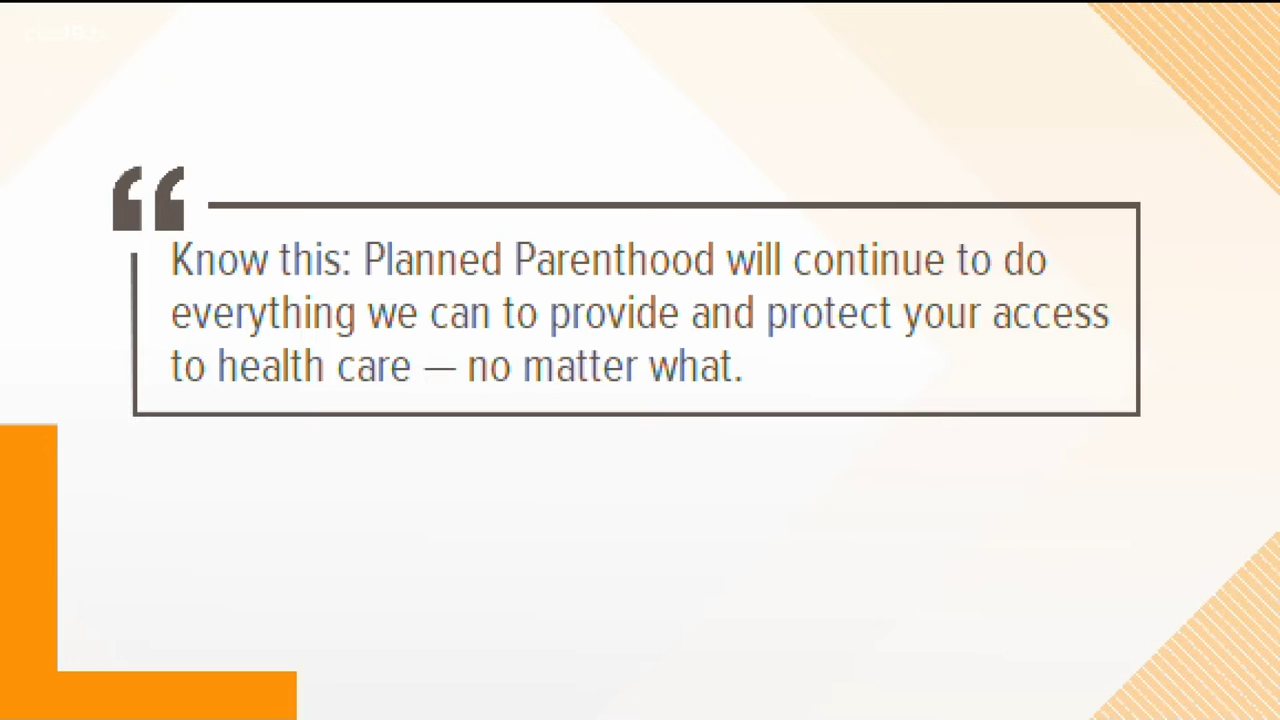 Know this: Planned Parenthood will continue to do
everything we can to provide and protect your access
to health care — no matter what.